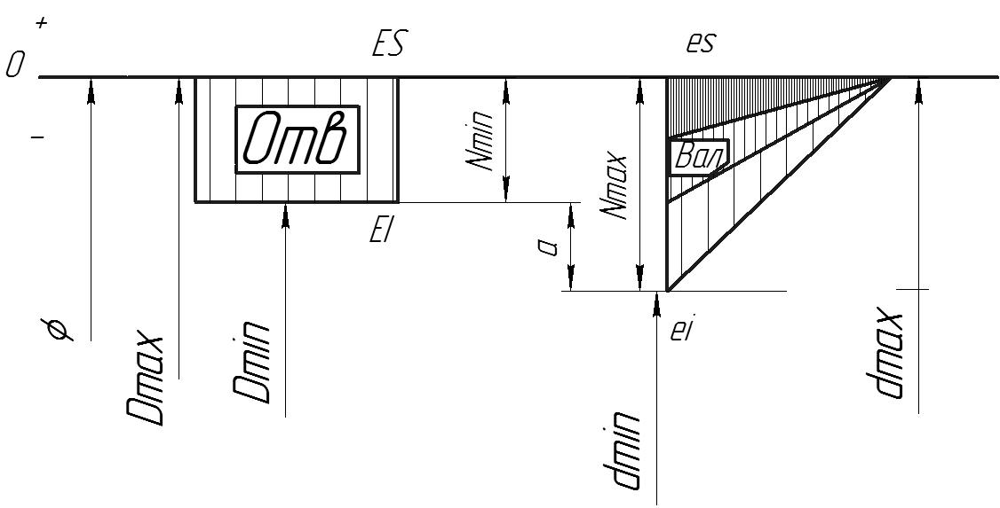 +
ES
es
0
−
Отв
Nmin
Nmax
Вал
EI
a
ei
ϕ
Dmax
Dmin
dmin
dmax